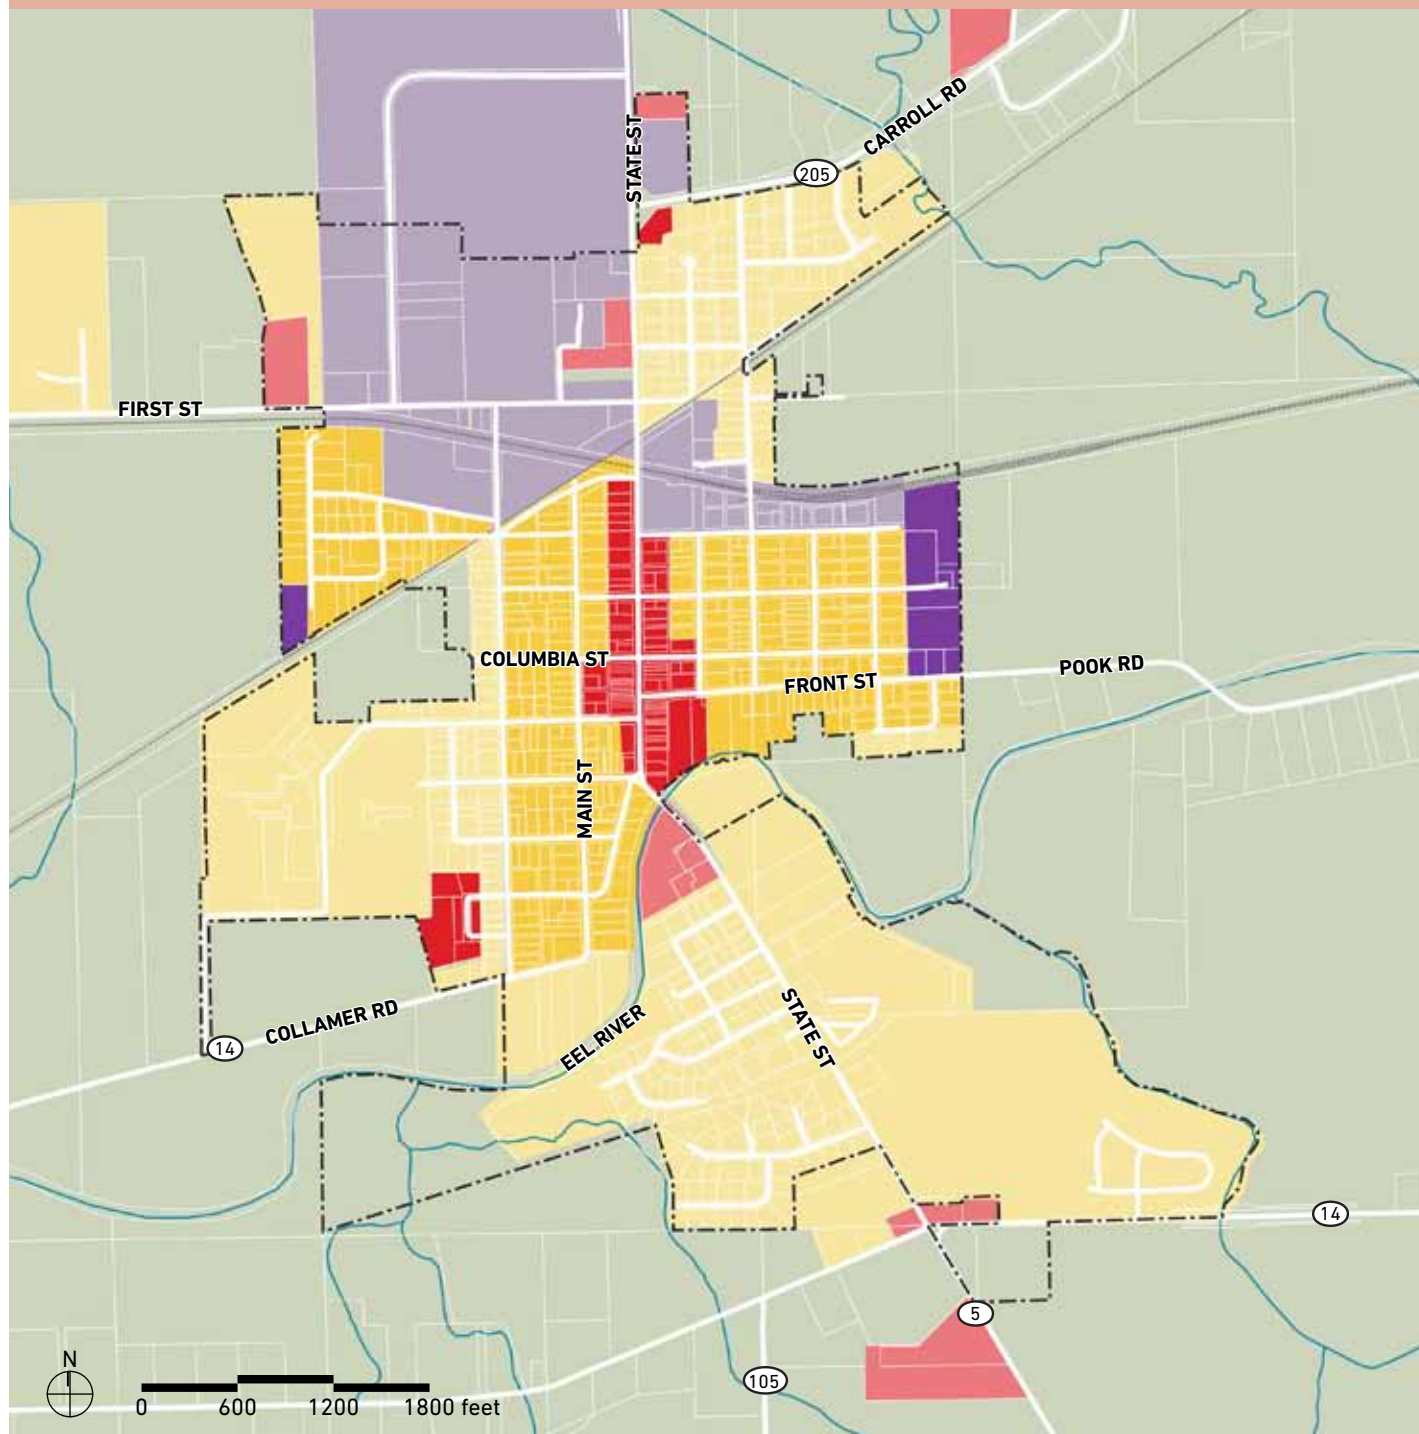 CARROLL RD
STATE ST
205
FIRST ST
COLUMBIA ST
POOK RD
FRONT ST
MAIN ST
STATE ST
COLLAMER RD
14
EEL RIVER
14
5
N
105
0 600 1200 1800 feet